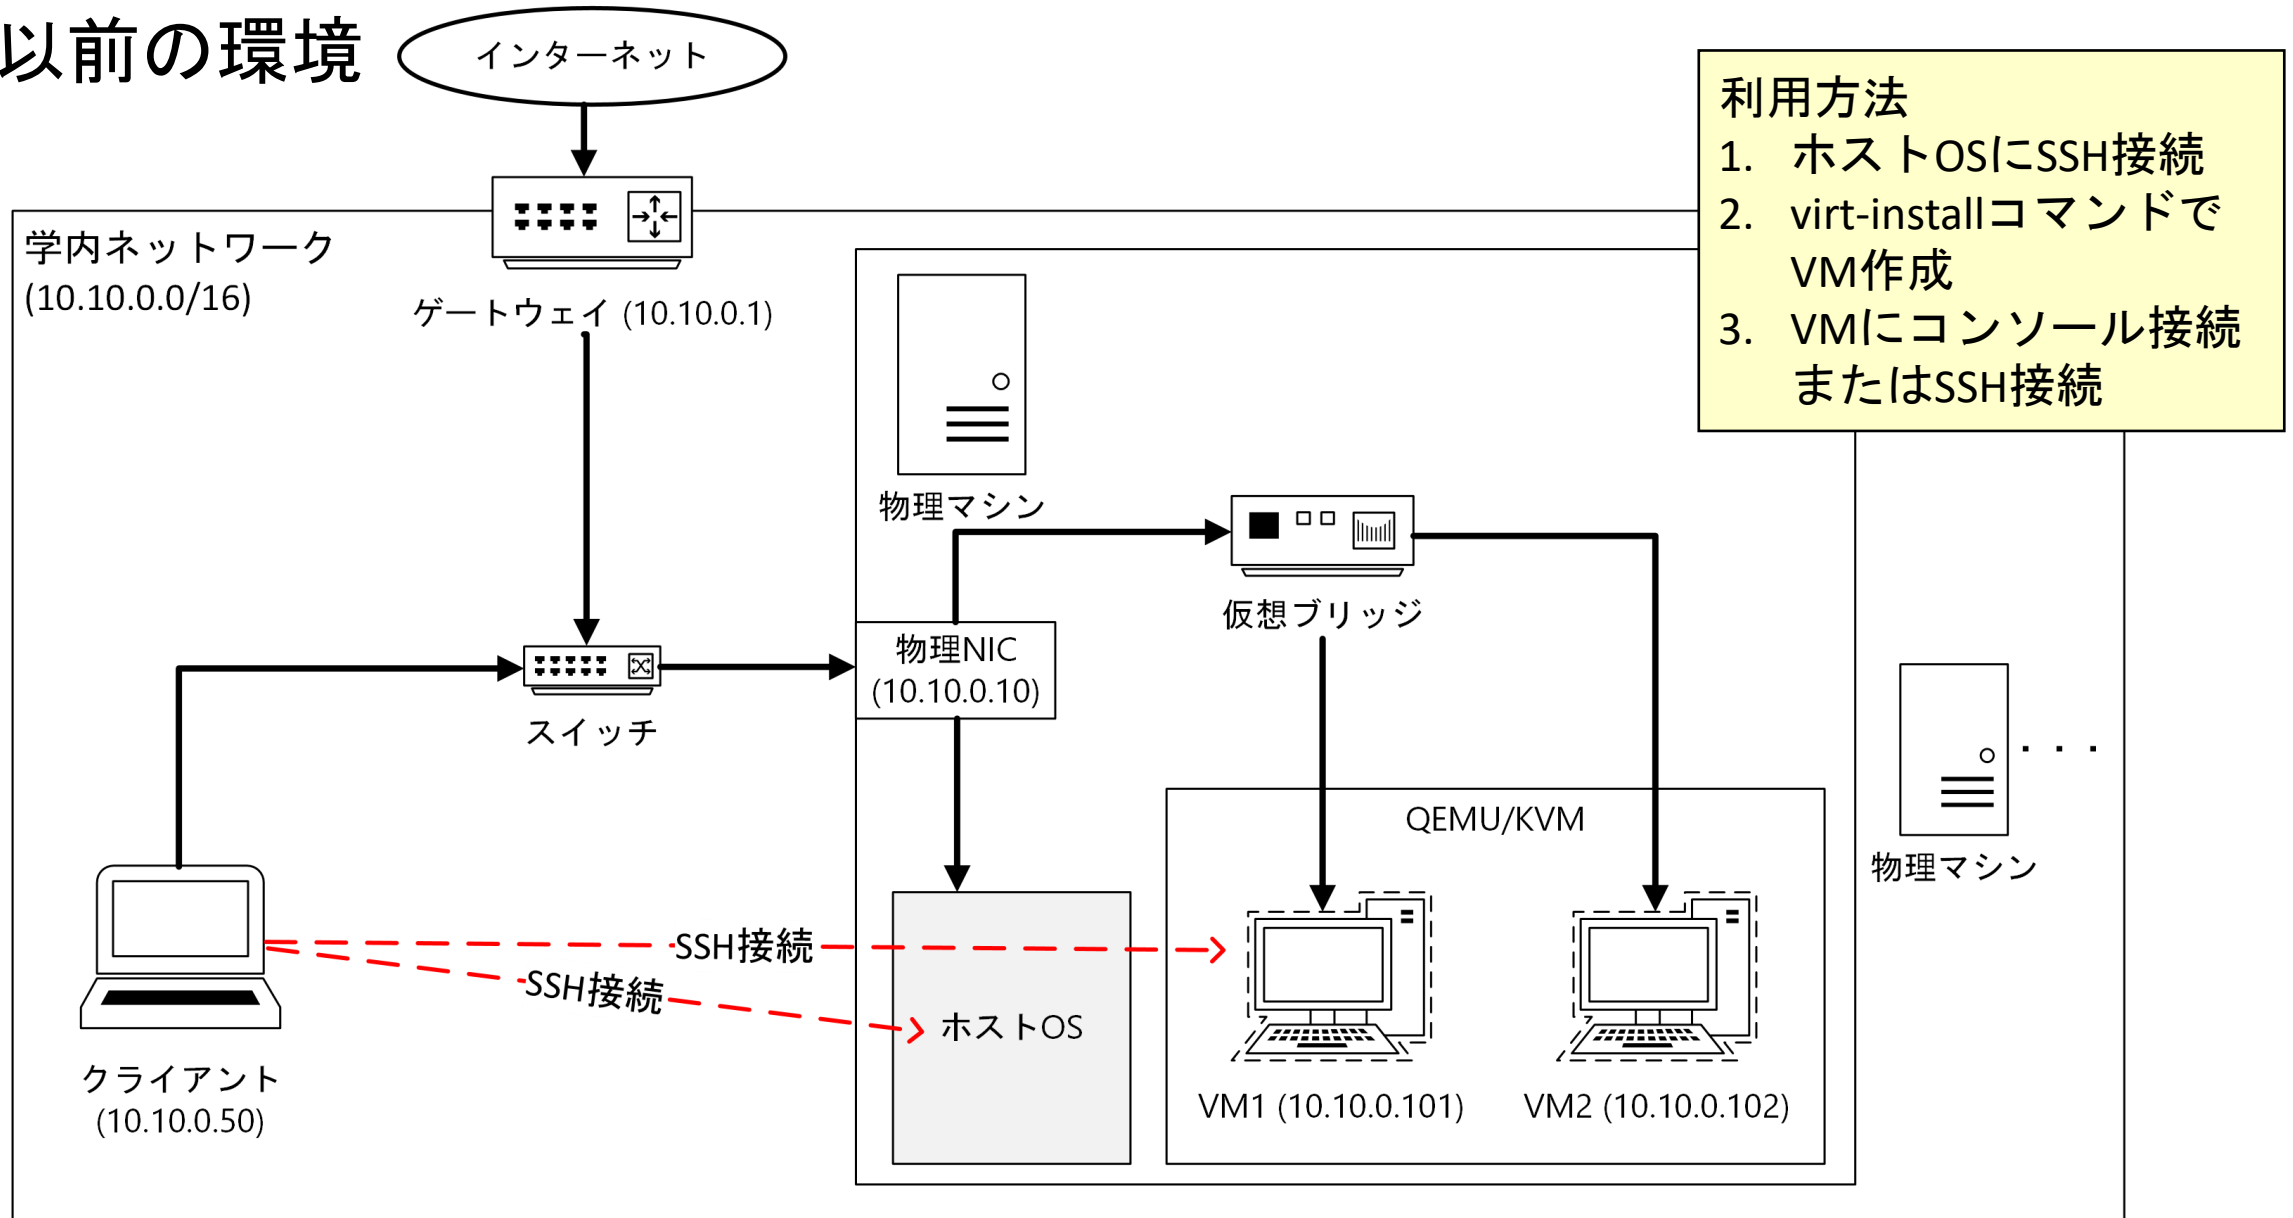 以前の環境
インターネット
利用方法
1. ホストOSにSSH接続
2. virt-installコマンドで
VM作成
3. VMにコンソール接続
またはSSH接続
学内ネットワーク
(10.10.0.0/16)
ゲートウェイ (10.10.0.1)
物理マシン
仮想ブリッジ
物理NIC
(10.10.0.10)
スイッチ
QEMU/KVM
物理マシン
・・・
SSH接続
SSH接続
ホストOS
クライアント
(10.10.0.50)
VM1 (10.10.0.101)
VM2 (10.10.0.102)